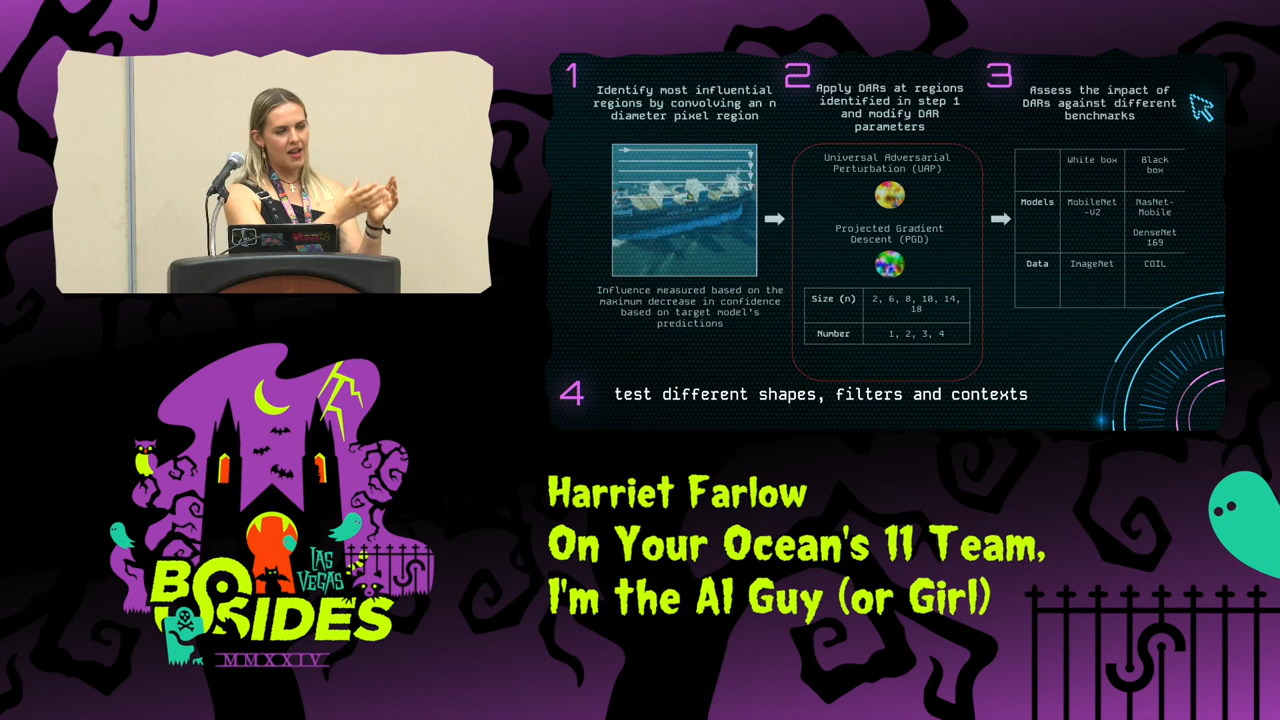 1
Identify most influential
regions by convolving an n
diameter pixel region
Influence measured based on the
maximum decrease in confidence
based on target model's
predictions
2
Apply DARs at regions
identified in step 1
and modify DAR
parameters
Universal Adversarial
Perturbation (UAP)
Projected Gradient
Descent (PGD)
Size (n) 2, 6, 8, 10, 14,
18
Number 1, 2, 3, 4
3
Assess the impact of
DARs against different
benchmarks
White box Black
box
Models MobileNet
-V2 NasNet-
Mobile
DenseNet
169
Data ImageNet COIL
4 test different shapes, filters and contexts
LAS
VEGAS
BSIDES
MMXXIV
Harriet Farlow
On Your Ocean's 11 Team,
I'm the AI Guy (or Girl)